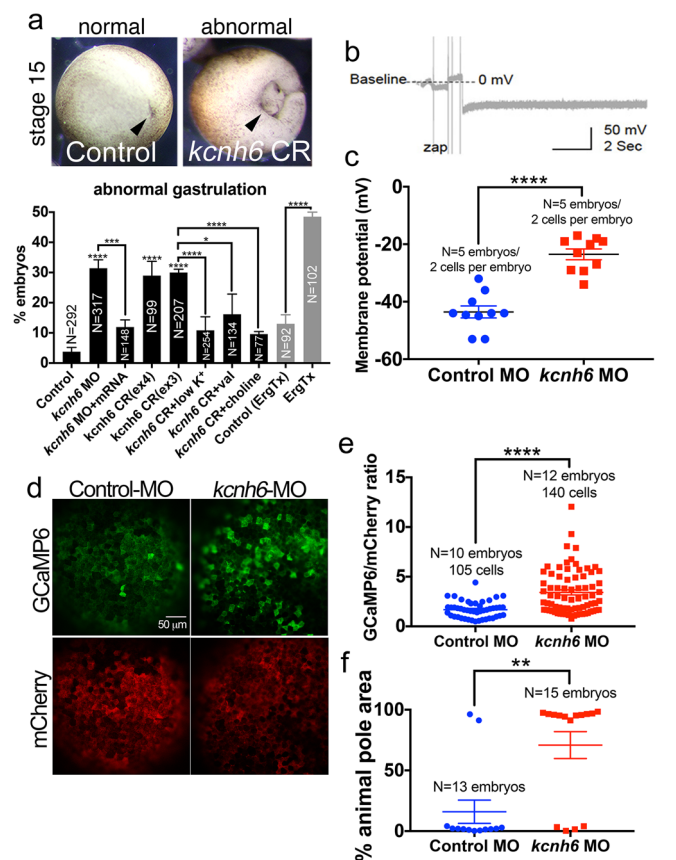 a
normal
abnormal
stage 15
Control
kcnh6 CR
abnormal gastrulation
% embryos
50
40
30
20
10
0
N=292
****
N=317
***
N=148
****
N=99
****
N=207
****
N=254
*
N=134
****
N=77
N=92
****
N=102
Control
kcnh6 MO
kcnh6 MO+mRNA
kcnh6 CR(ex4)
kcnh6 CR(ex3)
kcnh6 CR+low K+
kcnh6 CR+val
kcnh6 CR+choline
Control (ErgTx)
ErgTx
b
Baseline
0 mV
zap
50 mV
2 Sec
c
Membrane potential (mV)
0
-20
-40
-60
****
N=5 embryos/
2 cells per embryo
N=5 embryos/
2 cells per embryo
Control MO
kcnh6 MO
d
Control-MO
kcnh6-MO
GCaMP6
50 µm
mCherry
e
GCaMP6/mCherry ratio
15
10
5
0
****
N=10 embryos
105 cells
N=12 embryos
140 cells
Control MO
kcnh6 MO
f
% animal pole area
100
50
0
**
N=13 embryos
N=15 embryos
Control MO
kcnh6 MO